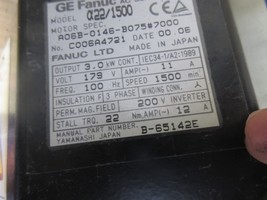 GE Fanuc AC
MODEL α22/1500
MOTOR SPEC.
A06B-0146-B075#7000
No. C006A4721 DATE 00.06
FANUC LTD
OUTPUT 3.0 kW CONT. IEC34-1/A2:1989
VOLT 179 V AMP(~) 11 A
FREQ. 100 Hz SPEED 1500 min⁻¹
INSULATION F 3 PHASE WINDING CONN.
PERM. MAG. FIELD 200 V INVERTER
STALL TRQ. 22 Nm. AMP(~) 12 A
MANUAL PART NUMBER B-65142E
YAMANASHI JAPAN